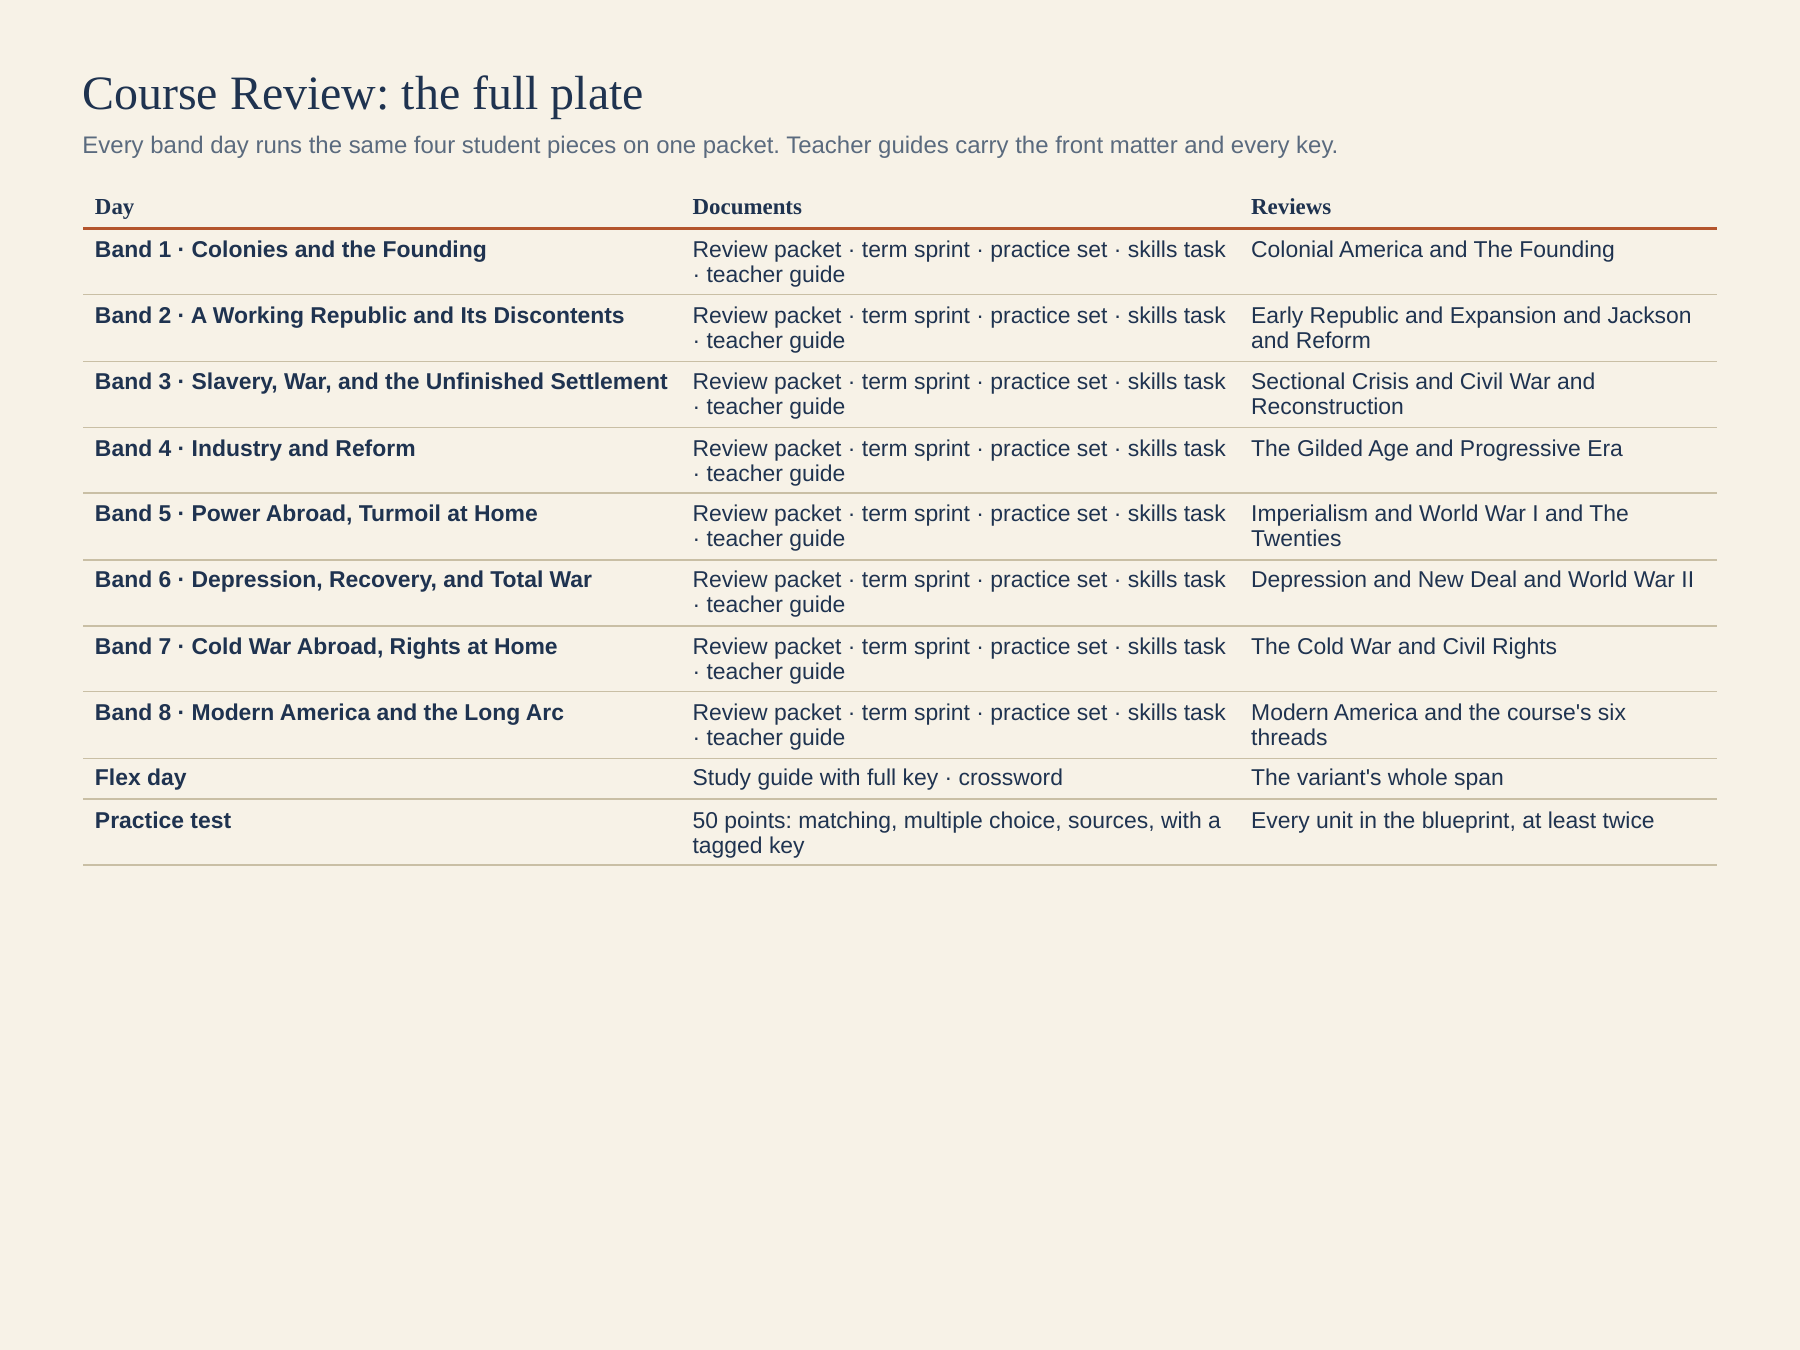 Course Review: the full plate
Every band day runs the same four student pieces on one packet. Teacher guides carry the front matter and every key.
Day Documents Reviews
Band 1 · Colonies and the Founding Review packet · term sprint · practice set · skills task Colonial America and The Founding
· teacher guide
Band 2 · A Working Republic and Its Discontents Review packet · term sprint · practice set · skills task Early Republic and Expansion and Jackson
· teacher guide and Reform
Band 3 · Slavery, War, and the Unfinished Settlement Review packet · term sprint · practice set · skills task Sectional Crisis and Civil War and
· teacher guide Reconstruction
Band 4 · Industry and Reform Review packet · term sprint · practice set · skills task The Gilded Age and Progressive Era
· teacher guide
Band 5 · Power Abroad, Turmoil at Home Review packet · term sprint · practice set · skills task Imperialism and World War I and The
· teacher guide Twenties
Band 6 · Depression, Recovery, and Total War Review packet · term sprint · practice set · skills task Depression and New Deal and World War II
· teacher guide
Band 7 · Cold War Abroad, Rights at Home Review packet · term sprint · practice set · skills task The Cold War and Civil Rights
· teacher guide
Band 8 · Modern America and the Long Arc Review packet · term sprint · practice set · skills task Modern America and the course's six
· teacher guide threads
Flex day Study guide with full key · crossword The variant's whole span
Practice test 50 points: matching, multiple choice, sources, with a Every unit in the blueprint, at least twice
tagged key